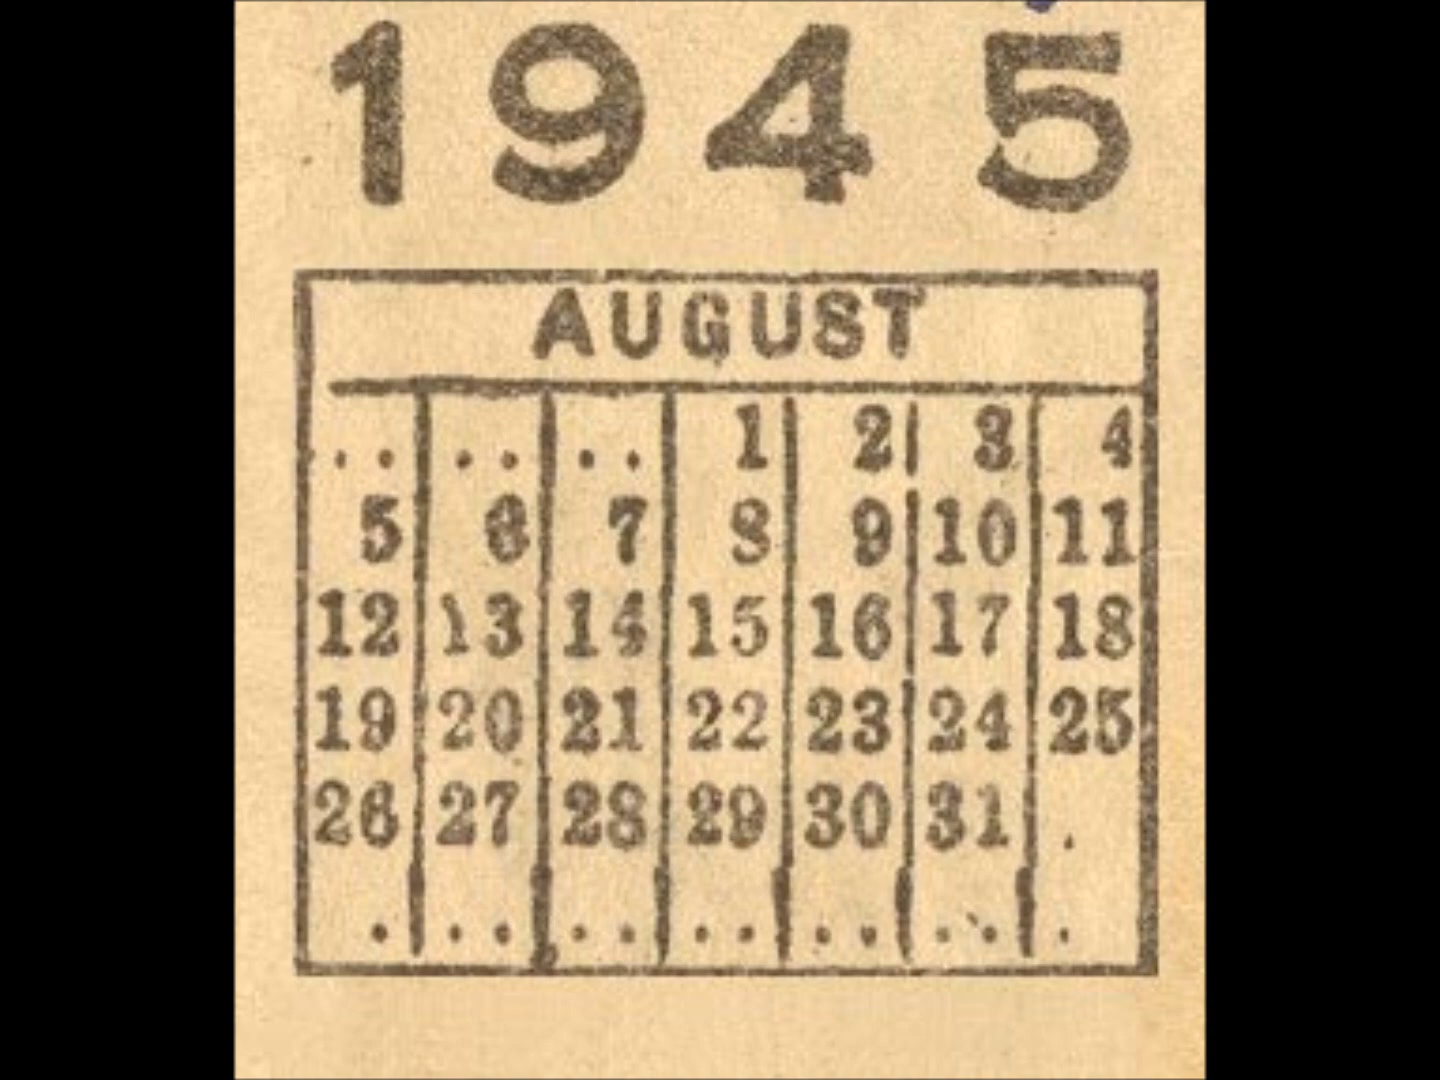 1945
AUGUST
. . . . . . 1 2 3 4
5 6 7 8 9 10 11
12 13 14 15 16 17 18
19 20 21 22 23 24 25
26 27 28 29 30 31 .
. . . . . . . . . . . .